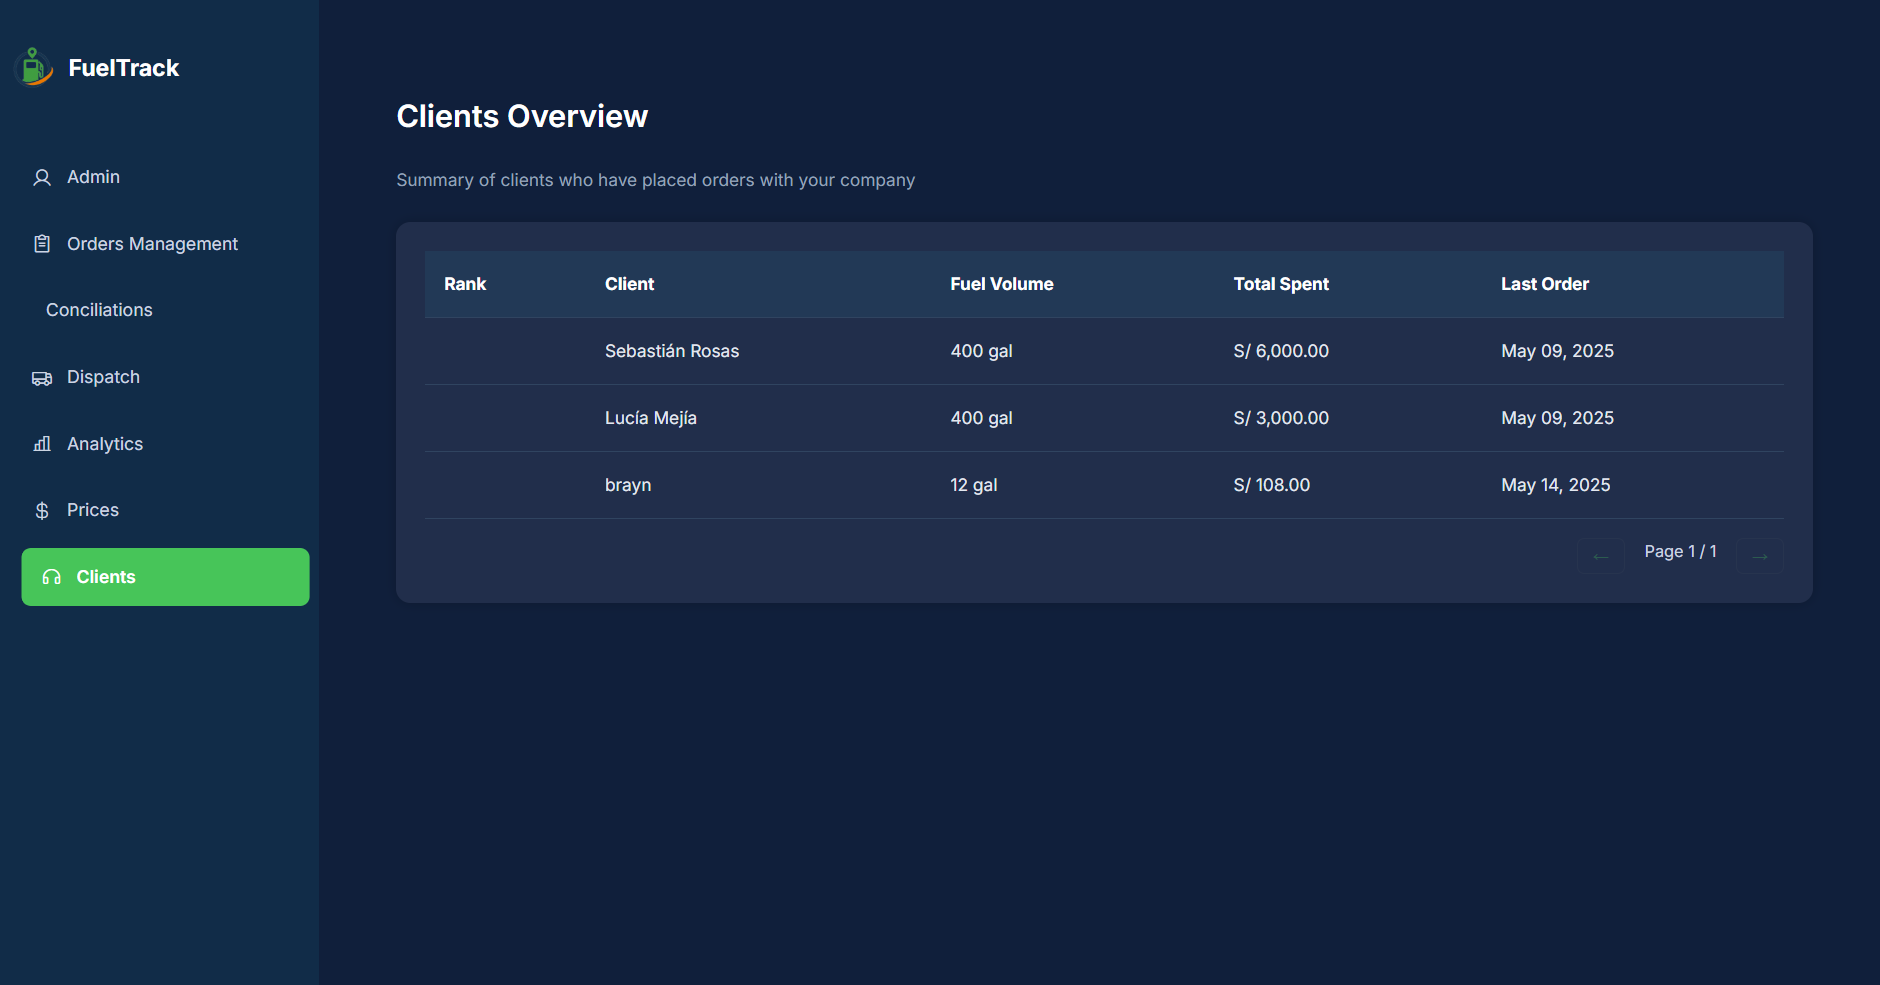 FuelTrack
Admin
Orders Management
Conciliations
Dispatch
Analytics
Prices
Clients
Clients Overview
Summary of clients who have placed orders with your company
Rank Client Fuel Volume Total Spent Last Order
Sebastián Rosas 400 gal S/ 6,000.00 May 09, 2025
Lucía Mejía 400 gal S/ 3,000.00 May 09, 2025
brayn 12 gal S/ 108.00 May 14, 2025
← Page 1 / 1 →